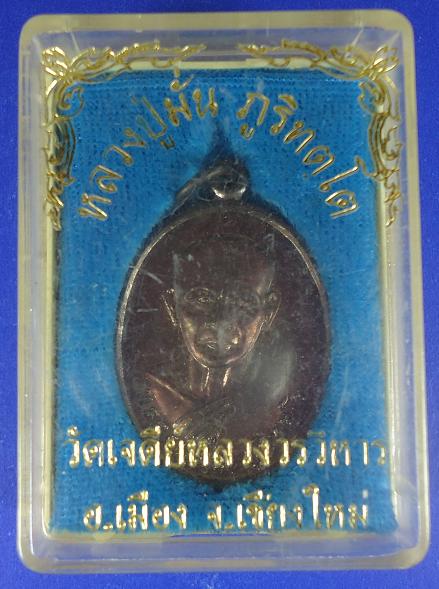 หลวงปู่มั่น ภูริทตฺโต
วัดเจดีย์หลวงวรวิหาร
อ.เมือง จ.เชียงใหม่